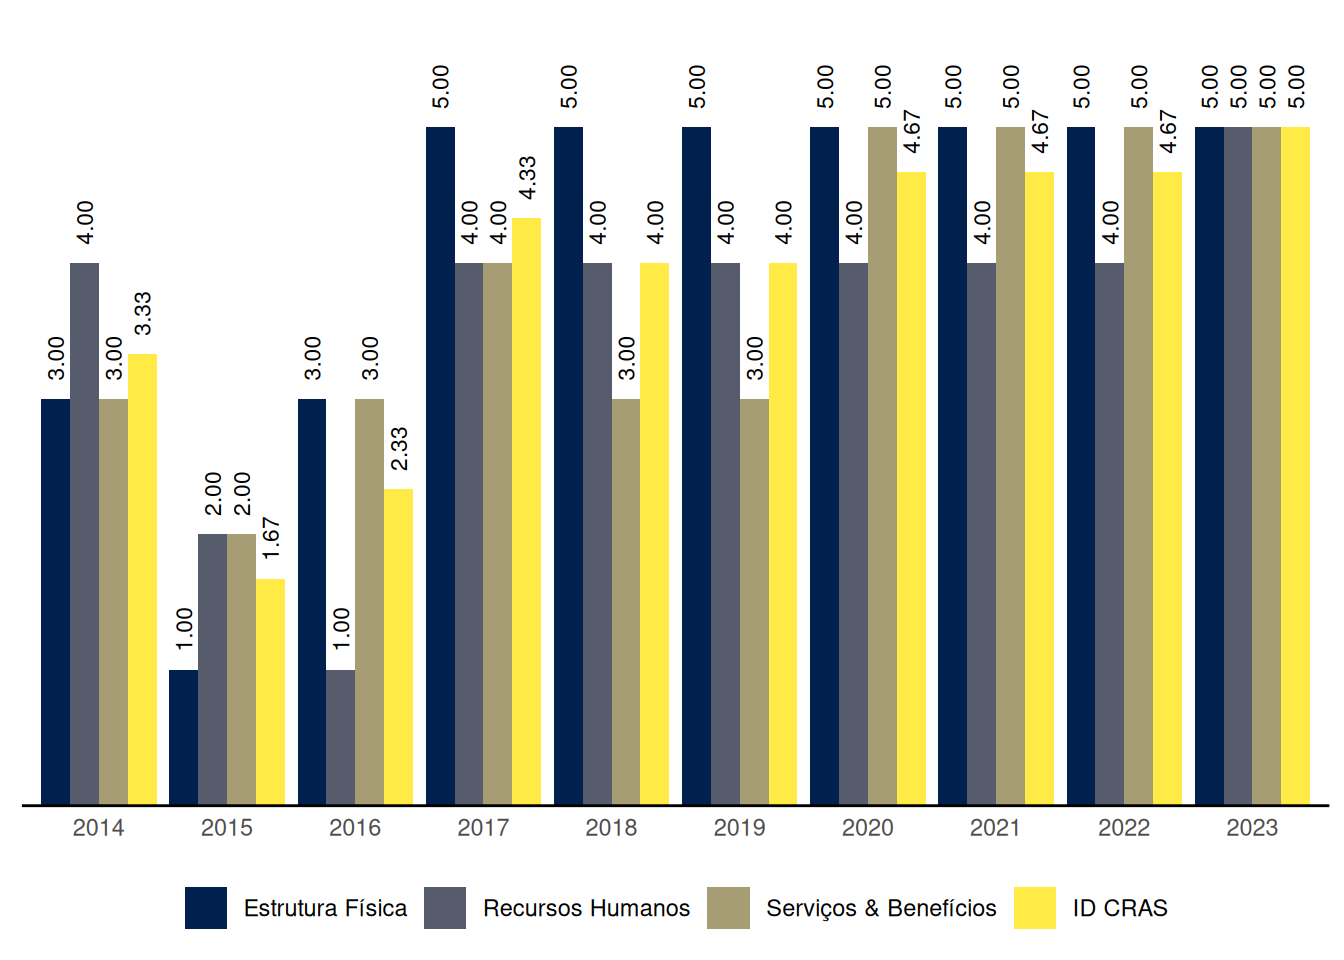 3.00 4.00 3.00 3.33
1.00 2.00 2.00 1.67
3.00 1.00 3.00 2.33
5.00 4.00 4.00 4.33
5.00 4.00 3.00 4.00
5.00 4.00 3.00 4.00
5.00 4.00 5.00 4.67
5.00 4.00 5.00 4.67
5.00 4.00 5.00 4.67
5.00 5.00 5.00 5.00
2014 2015 2016 2017 2018 2019 2020 2021 2022 2023
Estrutura Física Recursos Humanos Serviços & Benefícios ID CRAS